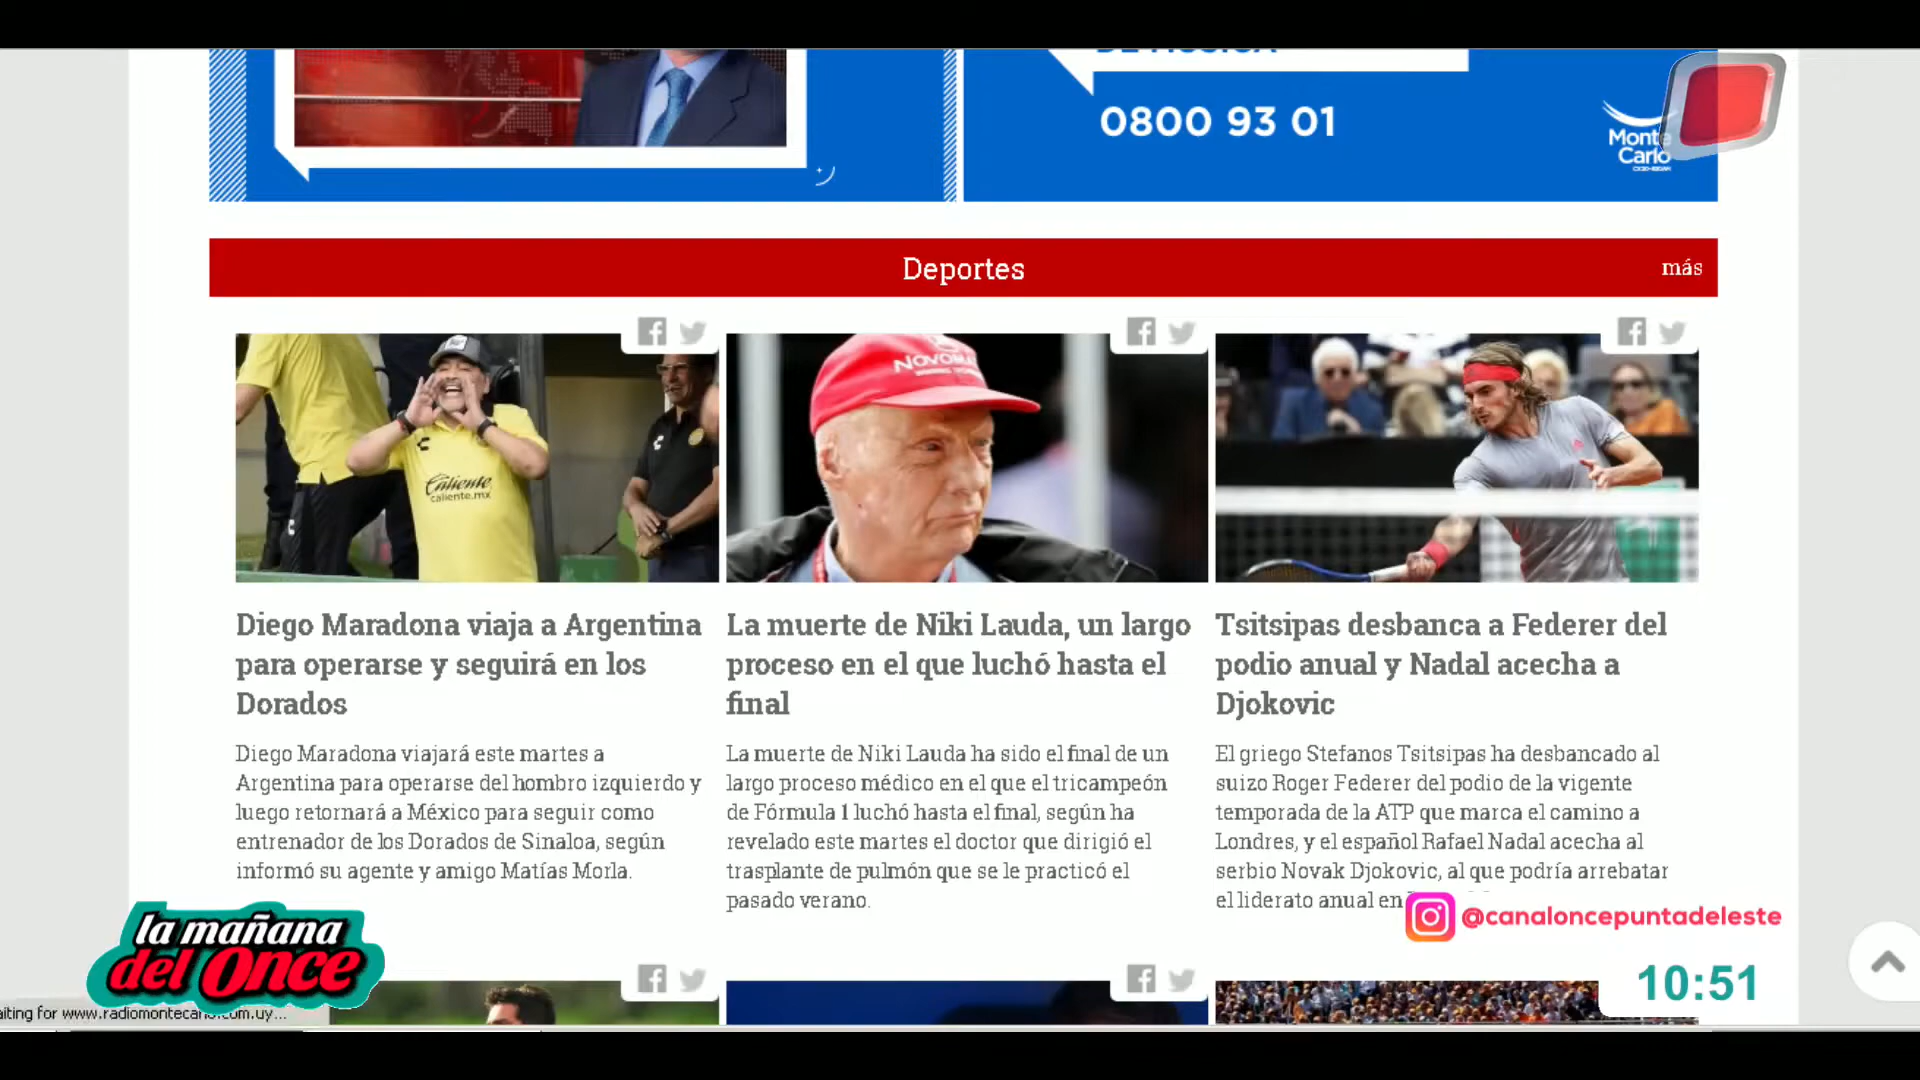 0800 93 01
Monte
Carlo
Deportes
más
NOVOMA
Caliente
caliente.mx
Diego Maradona viaja a Argentina
para operarse y seguirá en los
Dorados
Diego Maradona viajará este martes a
Argentina para operarse del hombro izquierdo y
luego retornará a México para seguir como
entrenador de los Dorados de Sinaloa, según
informó su agente y amigo Matías Morla.
La muerte de Niki Lauda, un largo
proceso en el que luchó hasta el
final
La muerte de Niki Lauda ha sido el final de un
largo proceso médico en el que el tricampeón
de Fórmula 1 luchó hasta el final, según ha
revelado este martes el doctor que dirigió el
trasplante de pulmón que se le practicó el
pasado verano.
Tsitsipas desbanca a Federer del
podio anual y Nadal acecha a
Djokovic
El griego Stefanos Tsitsipas ha desbancado al
suizo Roger Federer del podio de la vigente
temporada de la ATP que marca el camino a
Londres, y el español Rafael Nadal acecha al
serbio Novak Djokovic, al que podría arrebatar
el liderato anual en
@canaloncepuntadeleste
la mañana
del Once
10:51
aiting for www.radiomontecarlo.com.uy...